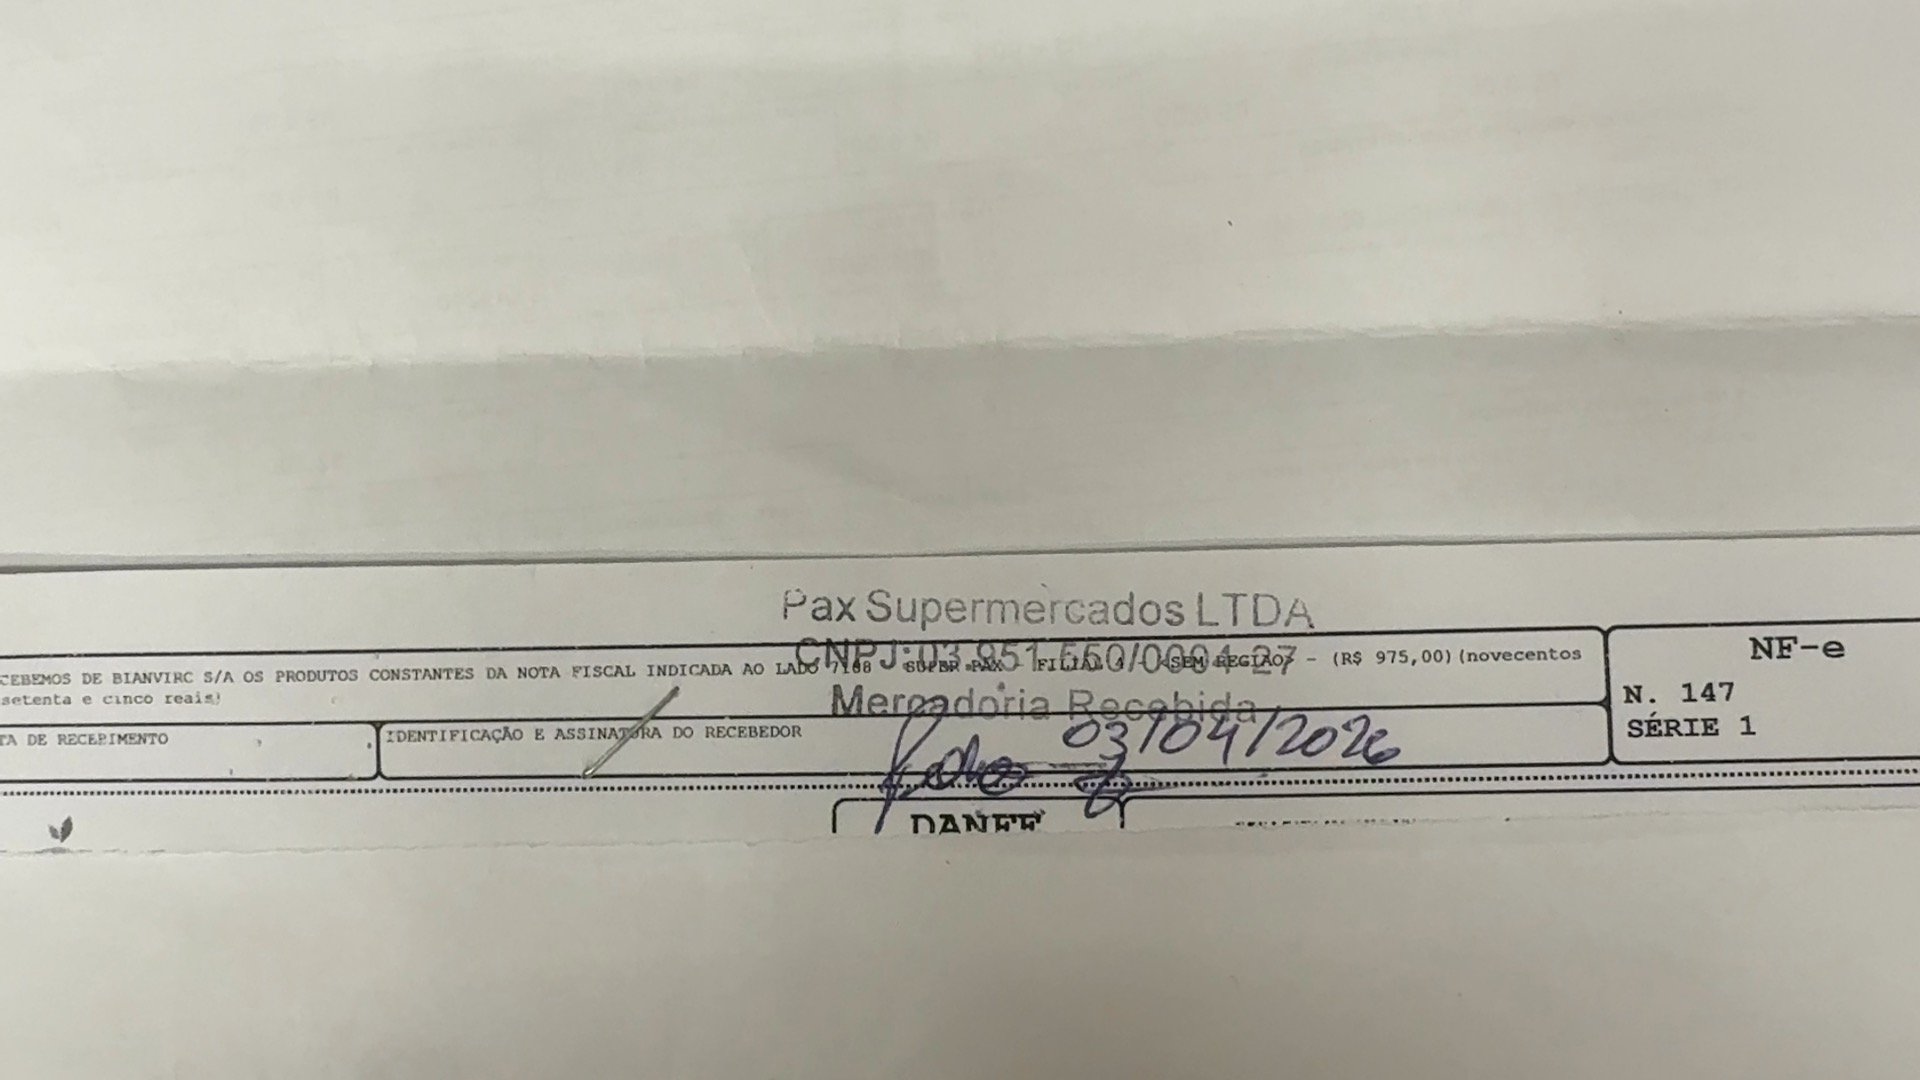 Pax Supermercados LTDA
CNPJ:03.951.560/0004-27
CEBEMOS DE BIANVIRC S/A OS PRODUTOS CONSTANTES DA NOTA FISCAL INDICADA AO LADO 7188 - SUPER PAX - FILIAL 4 <SEM REGIAO> - (R$ 975,00)(novecentos
setenta e cinco reais)
Mercadoria Recebida
03/04/2026
TA DE RECEBIMENTO
IDENTIFICAÇÃO E ASSINATURA DO RECEBEDOR
NF-e
N. 147
SÉRIE 1
DANFE